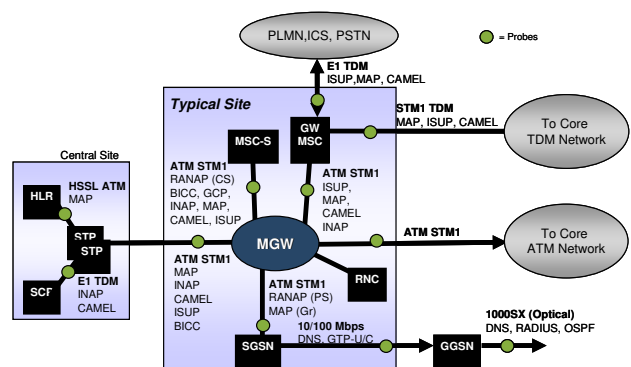 PLMN,ICS, PSTN
= Probes
E1 TDM
ISUP,MAP, CAMEL
Typical Site
STM1 TDM
MAP, ISUP, CAMEL
GW
MSC
MSC-S
To Core
TDM Network
Central Site
ATM STM1
RANAP (CS)
BICC, GCP,
INAP, MAP,
CAMEL, ISUP
ATM STM1
ISUP,
MAP,
CAMEL
INAP
HLR
HSSL ATM
MAP
STP
STP
MGW
ATM STM1
To Core
ATM Network
SCF
E1 TDM
INAP
CAMEL
ATM STM1
MAP
INAP
CAMEL
ISUP
BICC
ATM STM1
RANAP (PS)
MAP (Gr)
RNC
10/100 Mbps
DNS, GTP-U/C
1000SX (Optical)
DNS, RADIUS, OSPF
SGSN
GGSN